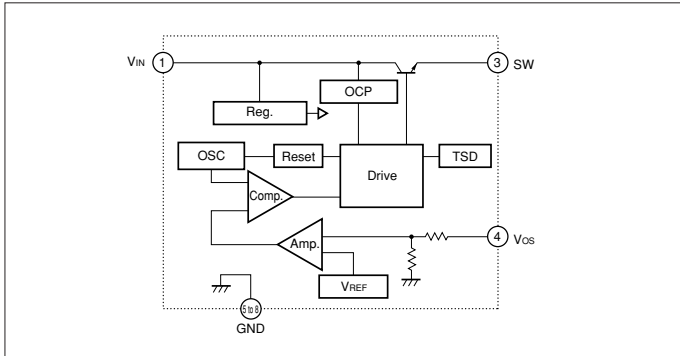 VIN 1
3 SW
OCP
Reg.
OSC
Reset
Drive
TSD
Comp.
Amp.
4 VOS
VREF
5 to 8
GND